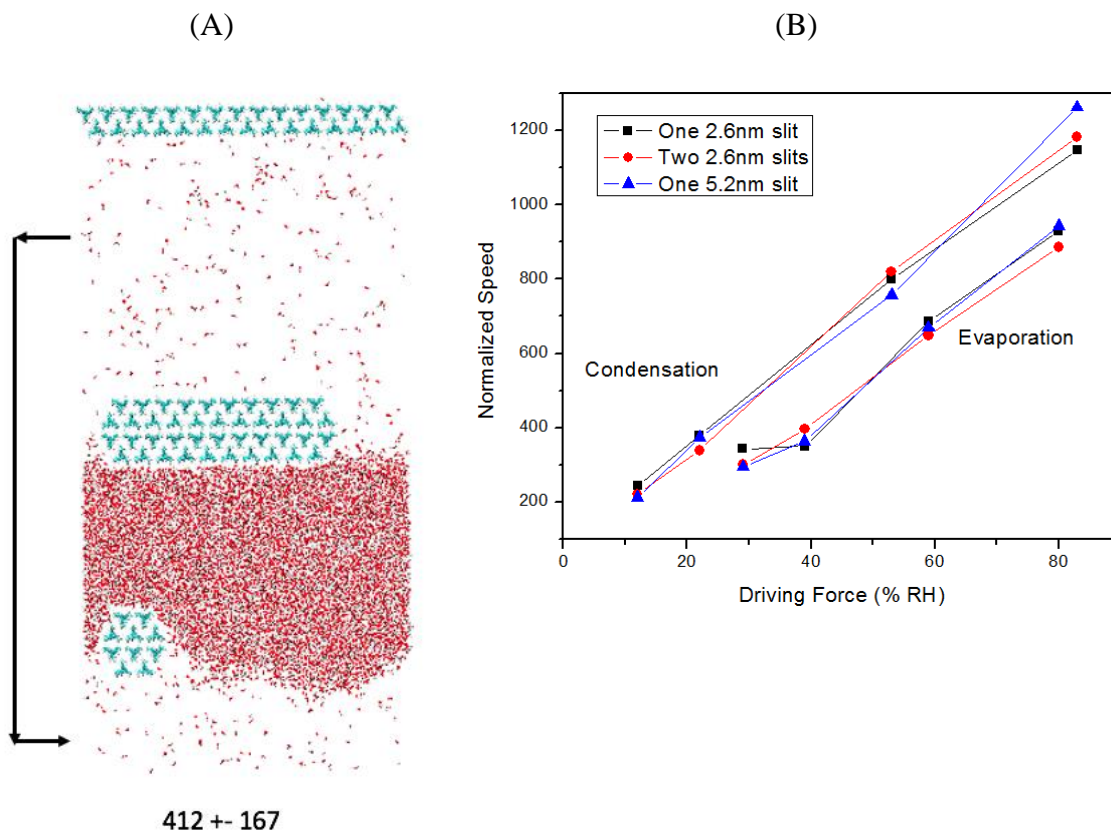 (A)
(B)
412 +- 167
One 2.6nm slit
Two 2.6nm slits
One 5.2nm slit
Condensation
Evaporation
Normalized Speed
1200
1000
800
600
400
200
0
20
40
60
80
Driving Force (% RH)